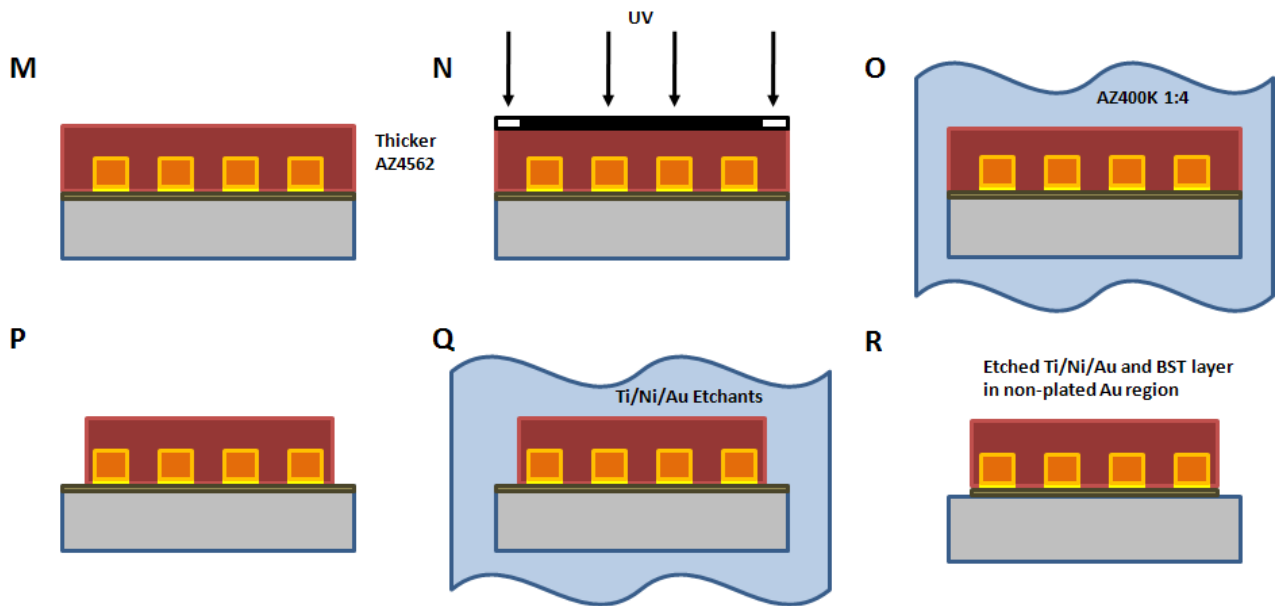 UV
M
N
O
Thicker
AZ4562
AZ400K 1:4
P
Q
R
Ti/Ni/Au Etchants
Etched Ti/Ni/Au and BST layer
in non-plated Au region